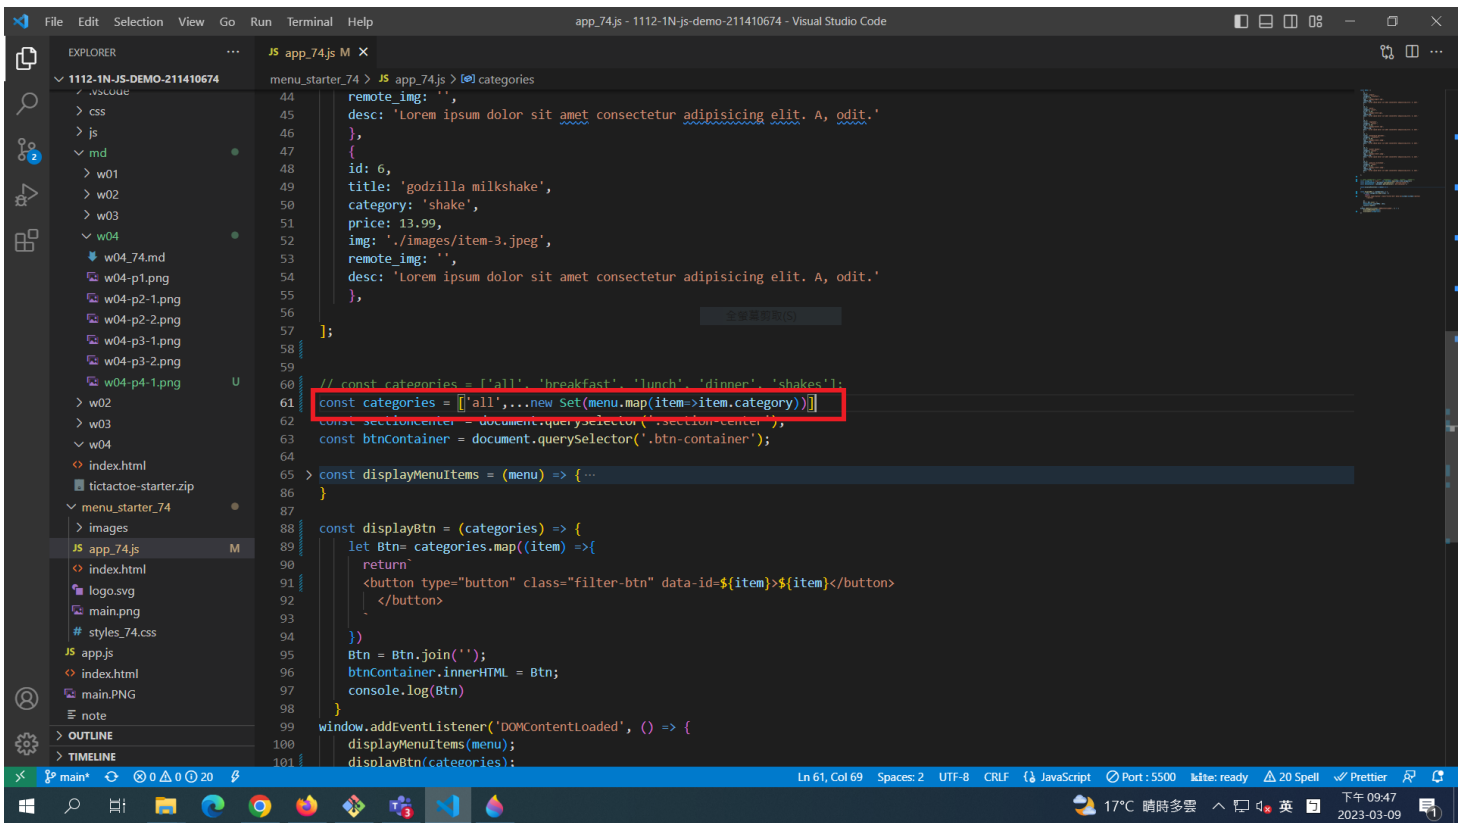 File Edit Selection View Go Run Terminal Help
app_74.js - 1112-1N-js-demo-211410674 - Visual Studio Code
EXPLORER
JS app_74.js M
1112-1N-JS-DEMO-211410674
menu_starter_74 > JS app_74.js > categories
.vscode
css
js
md
w01
w02
w03
w04
w04_74.md
w04-p1.png
w04-p2-1.png
w04-p2-2.png
w04-p3-1.png
w04-p3-2.png
w04-p4-1.png U
w02
w03
w04
index.html
tictactoe-starter.zip
menu_starter_74
images
JS app_74.js M
index.html
logo.svg
main.png
# styles_74.css
JS app.js
index.html
main.PNG
note
OUTLINE
TIMELINE
2
44 remote_img: '',
45 desc: 'Lorem ipsum dolor sit amet consectetur adipisicing elit. A, odit.'
46 },
47 {
48 id: 6,
49 title: 'godzilla milkshake',
50 category: 'shake',
51 price: 13.99,
52 img: './images/item-3.jpeg',
53 remote_img: '',
54 desc: 'Lorem ipsum dolor sit amet consectetur adipisicing elit. A, odit.'
55 },
56
57 ];
58
59
60 // const categories = ['all', 'breakfast', 'lunch', 'dinner', 'shakes'];
61 const categories = ['all',...new Set(menu.map(item=>item.category))]
62 const sectionCenter = document.querySelector('.section-center');
63 const btnContainer = document.querySelector('.btn-container');
64
65 const displayMenuItems = (menu) => {…
86 }
87
88 const displayBtn = (categories) => {
89 let Btn= categories.map((item) =>{
90 return`
91 <button type="button" class="filter-btn" data-id=${item}>${item}</button>
92 </button>
93 `
94 })
95 Btn = Btn.join('');
96 btnContainer.innerHTML = Btn;
97 console.log(Btn)
98 }
99 window.addEventListener('DOMContentLoaded', () => {
100 displayMenuItems(menu);
101 displayBtn(categories);
main* 0 0 20
Ln 61, Col 69 Spaces: 2 UTF-8 CRLF JavaScript Port : 5500 kite: ready 20 Spell Prettier
17°C 晴時多雲 英 下午 09:47
2023-03-09
1